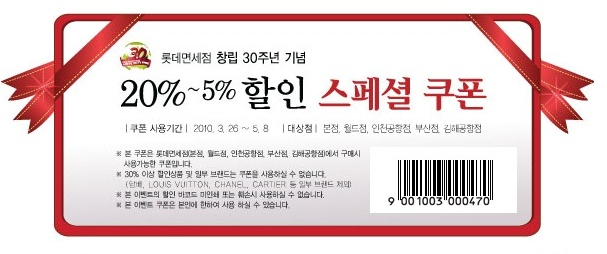 30
롯데면세점 창립 30주년 기념
20%~5% 할인 스페셜 쿠폰
| 쿠폰 사용기간 | 2010. 3. 26 ~ 5. 8 | 대상점 | 본점, 월드점, 인천공항점, 부산점, 김해공항점
※ 본 쿠폰은 롯데면세점(본점, 월드점, 인천공항점, 부산점, 김해공항점)에서 구매시
사용가능한 쿠폰입니다.
※ 30% 이상 할인상품 및 일부 브랜드는 쿠폰을 사용하실 수 없습니다.
(담배, LOUIS VUITTON, CHANEL, CARTIER 등 일부 브랜드 제외)
※ 본 이벤트의 할인 바코드 미인쇄 또는 훼손시 사용하실 수 없습니다.
※ 본 이벤트 쿠폰은 본인에 한하여 사용 하실 수 있습니다.
9 001003 000470